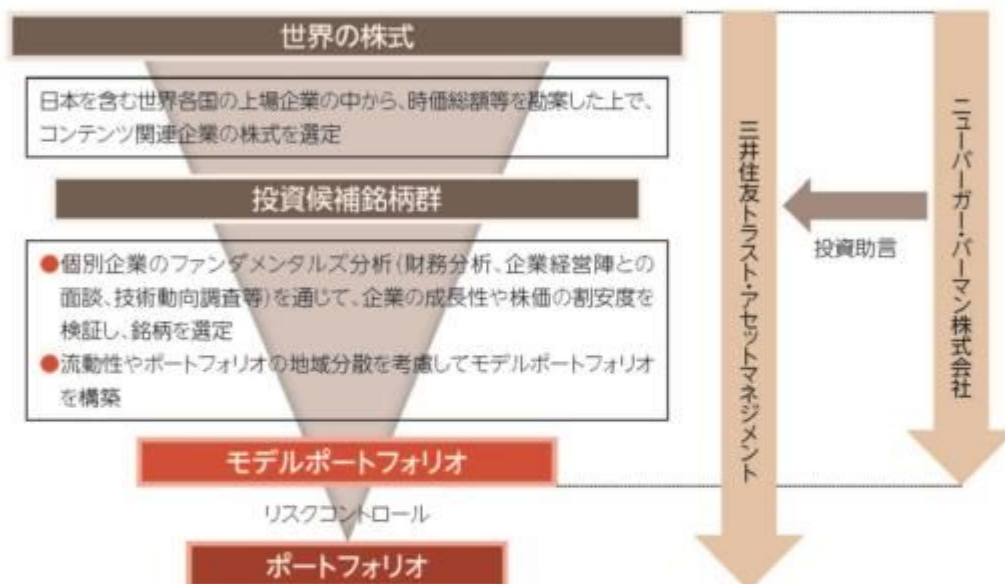 世界の株式
日本を含む世界各国の上場企業の中から、時価総額等を勘案した上で、
コンテンツ関連企業の株式を選定
投資候補銘柄群
●個別企業のファンダメンタルズ分析(財務分析、企業経営陣との
面談、技術動向調査等)を通じて、企業の成長性や株価の割安度を
検証し、銘柄を選定
●流動性やポートフォリオの地域分散を考慮してモデルポートフォリオ
を構築
モデルポートフォリオ
リスクコントロール
ポートフォリオ
三井住友トラスト・アセットマネジメント
投資助言
ニューバーガー・バーマン株式会社